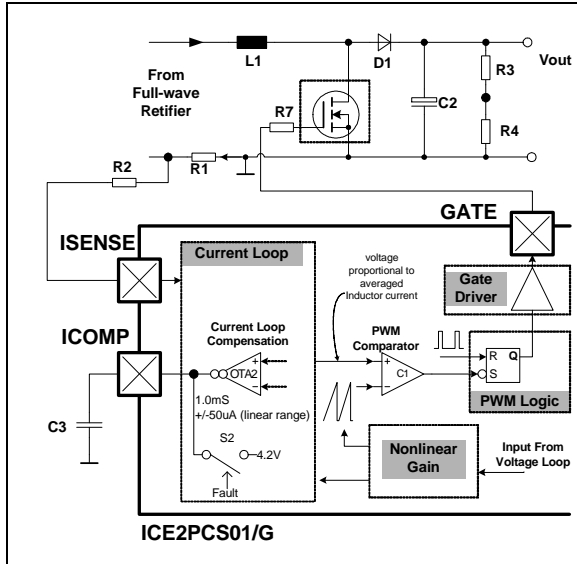 L1
D1
From
Full-wave
Retifier
R7
C2
R3
R4
Vout
R2
R1
GATE
ISENSE
Current Loop
voltage
proportional to
averaged
Inductor current
Gate
Driver
ICOMP
Current Loop
Compensation
PWM
Comparator
OTA2
C1
R
Q
S
PWM Logic
1.0mS
+/-50uA (linear range)
C3
S2
4.2V
Fault
Nonlinear
Gain
Input From
Voltage Loop
ICE2PCS01/G